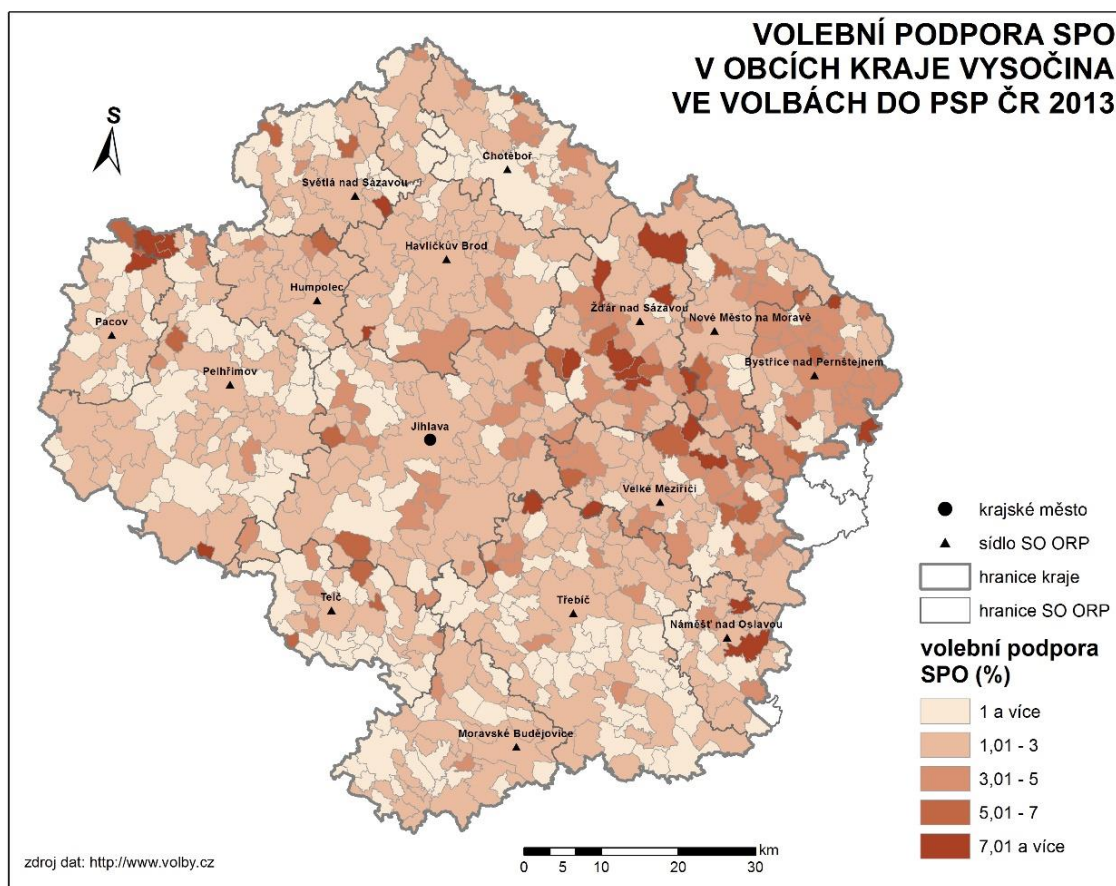 VOLEBNÍ PODPORA SPO
V OBCÍCH KRAJE VYSOČINA
VE VOLBÁCH DO PSP ČR 2013
S
Chotěboř
Světlá nad Sázavou
Havlíčkův Brod
Humpolec
Žďár nad Sázavou
Pacov
Nové Město na Moravě
Bystřice nad Pernštejnem
Pelhřimov
Jihlava
Velké Meziříčí
Telč
Třebíč
Náměšť nad Oslavou
Moravské Budějovice
krajské město
sídlo SO ORP
hranice kraje
hranice SO ORP
volební podpora
SPO (%)
1 a více
1,01 - 3
3,01 - 5
5,01 - 7
7,01 a více
zdroj dat: http://www.volby.cz
km
0 5 10 20 30